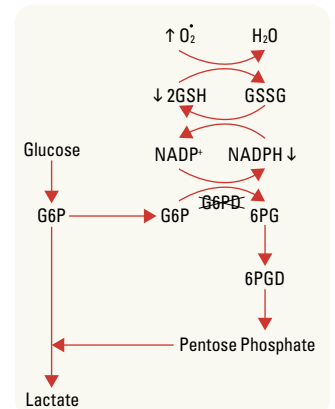 ↑ O₂• H₂O
↓ 2GSH GSSG
Glucose NADP⁺ NADPH ↓
G6PD
G6P G6P 6PG
6PGD
Pentose Phosphate
Lactate